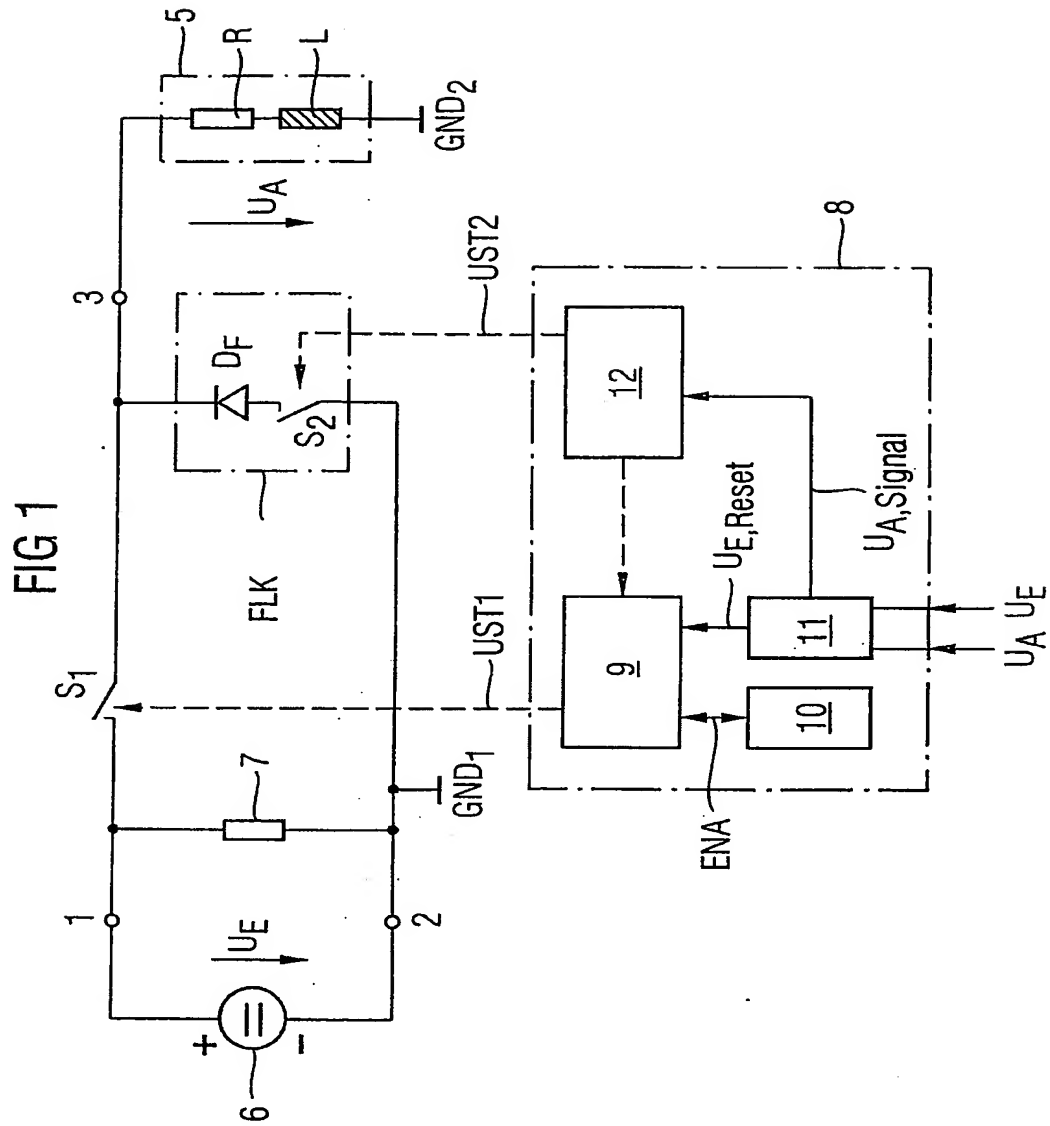 FIG 1
S1
3
5
R
L
1
7
UE
+
6
–
2
GND1
FLK
DF
S2
UA
GND2
UST1
UST2
8
ENA
9
12
UE,Reset
10
11
UA,Signal
UA UE